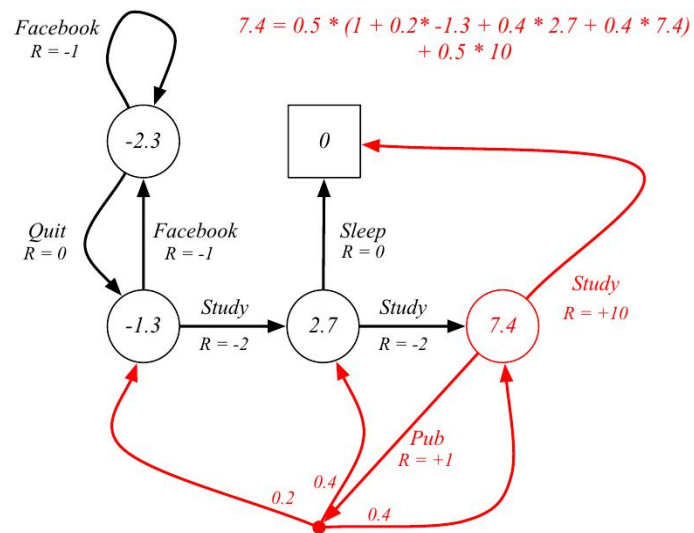 Facebook
R = -1
7.4 = 0.5 * (1 + 0.2* -1.3 + 0.4 * 2.7 + 0.4 * 7.4)
+ 0.5 * 10
-2.3
0
Quit
R = 0
Facebook
R = -1
Sleep
R = 0
Study
R = +10
-1.3
Study
R = -2
2.7
Study
R = -2
7.4
Pub
R = +1
0.2
0.4
0.4